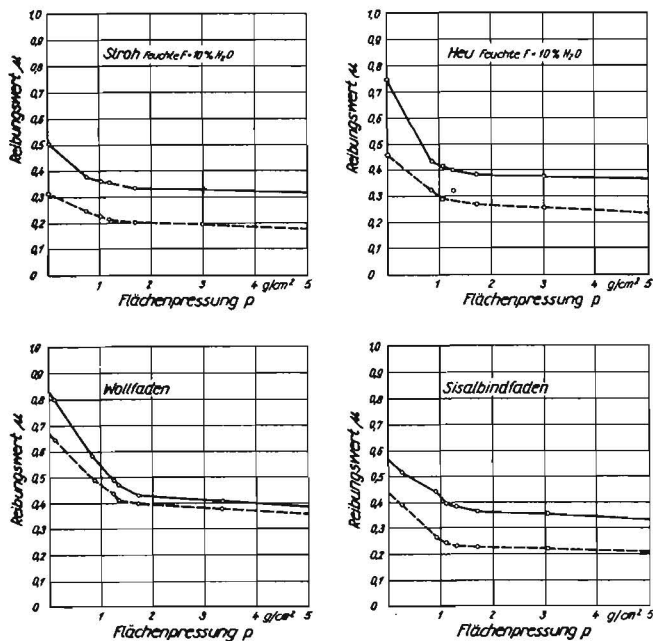 1,0
0,9
0,8
0,7
0,6
0,5
0,4
0,3
0,2
0,1
0
Reibungswert μ
Stroh Feuchte F = 10 % H₂O
1 2 3 4 g/cm² 5
Flächenpressung p
1,0
0,9
0,8
0,7
0,6
0,5
0,4
0,3
0,2
0,1
0
Reibungswert μ
Heu Feuchte F = 10 % H₂O
0 1 2 3 4 g/cm² 5
Flächenpressung p
1,0
0,9
0,8
0,7
0,6
0,5
0,4
0,3
0,2
0,1
0
Reibungswert μ
Wollfaden
0 1 2 3 4 g/cm² 5
Flächenpressung p
1,0
0,9
0,8
0,7
0,6
0,5
0,4
0,3
0,2
0,1
0
Reibungswert μ
Sisalbindfaden
0 1 2 3 4 g/cm² 5
Flächenpressung p